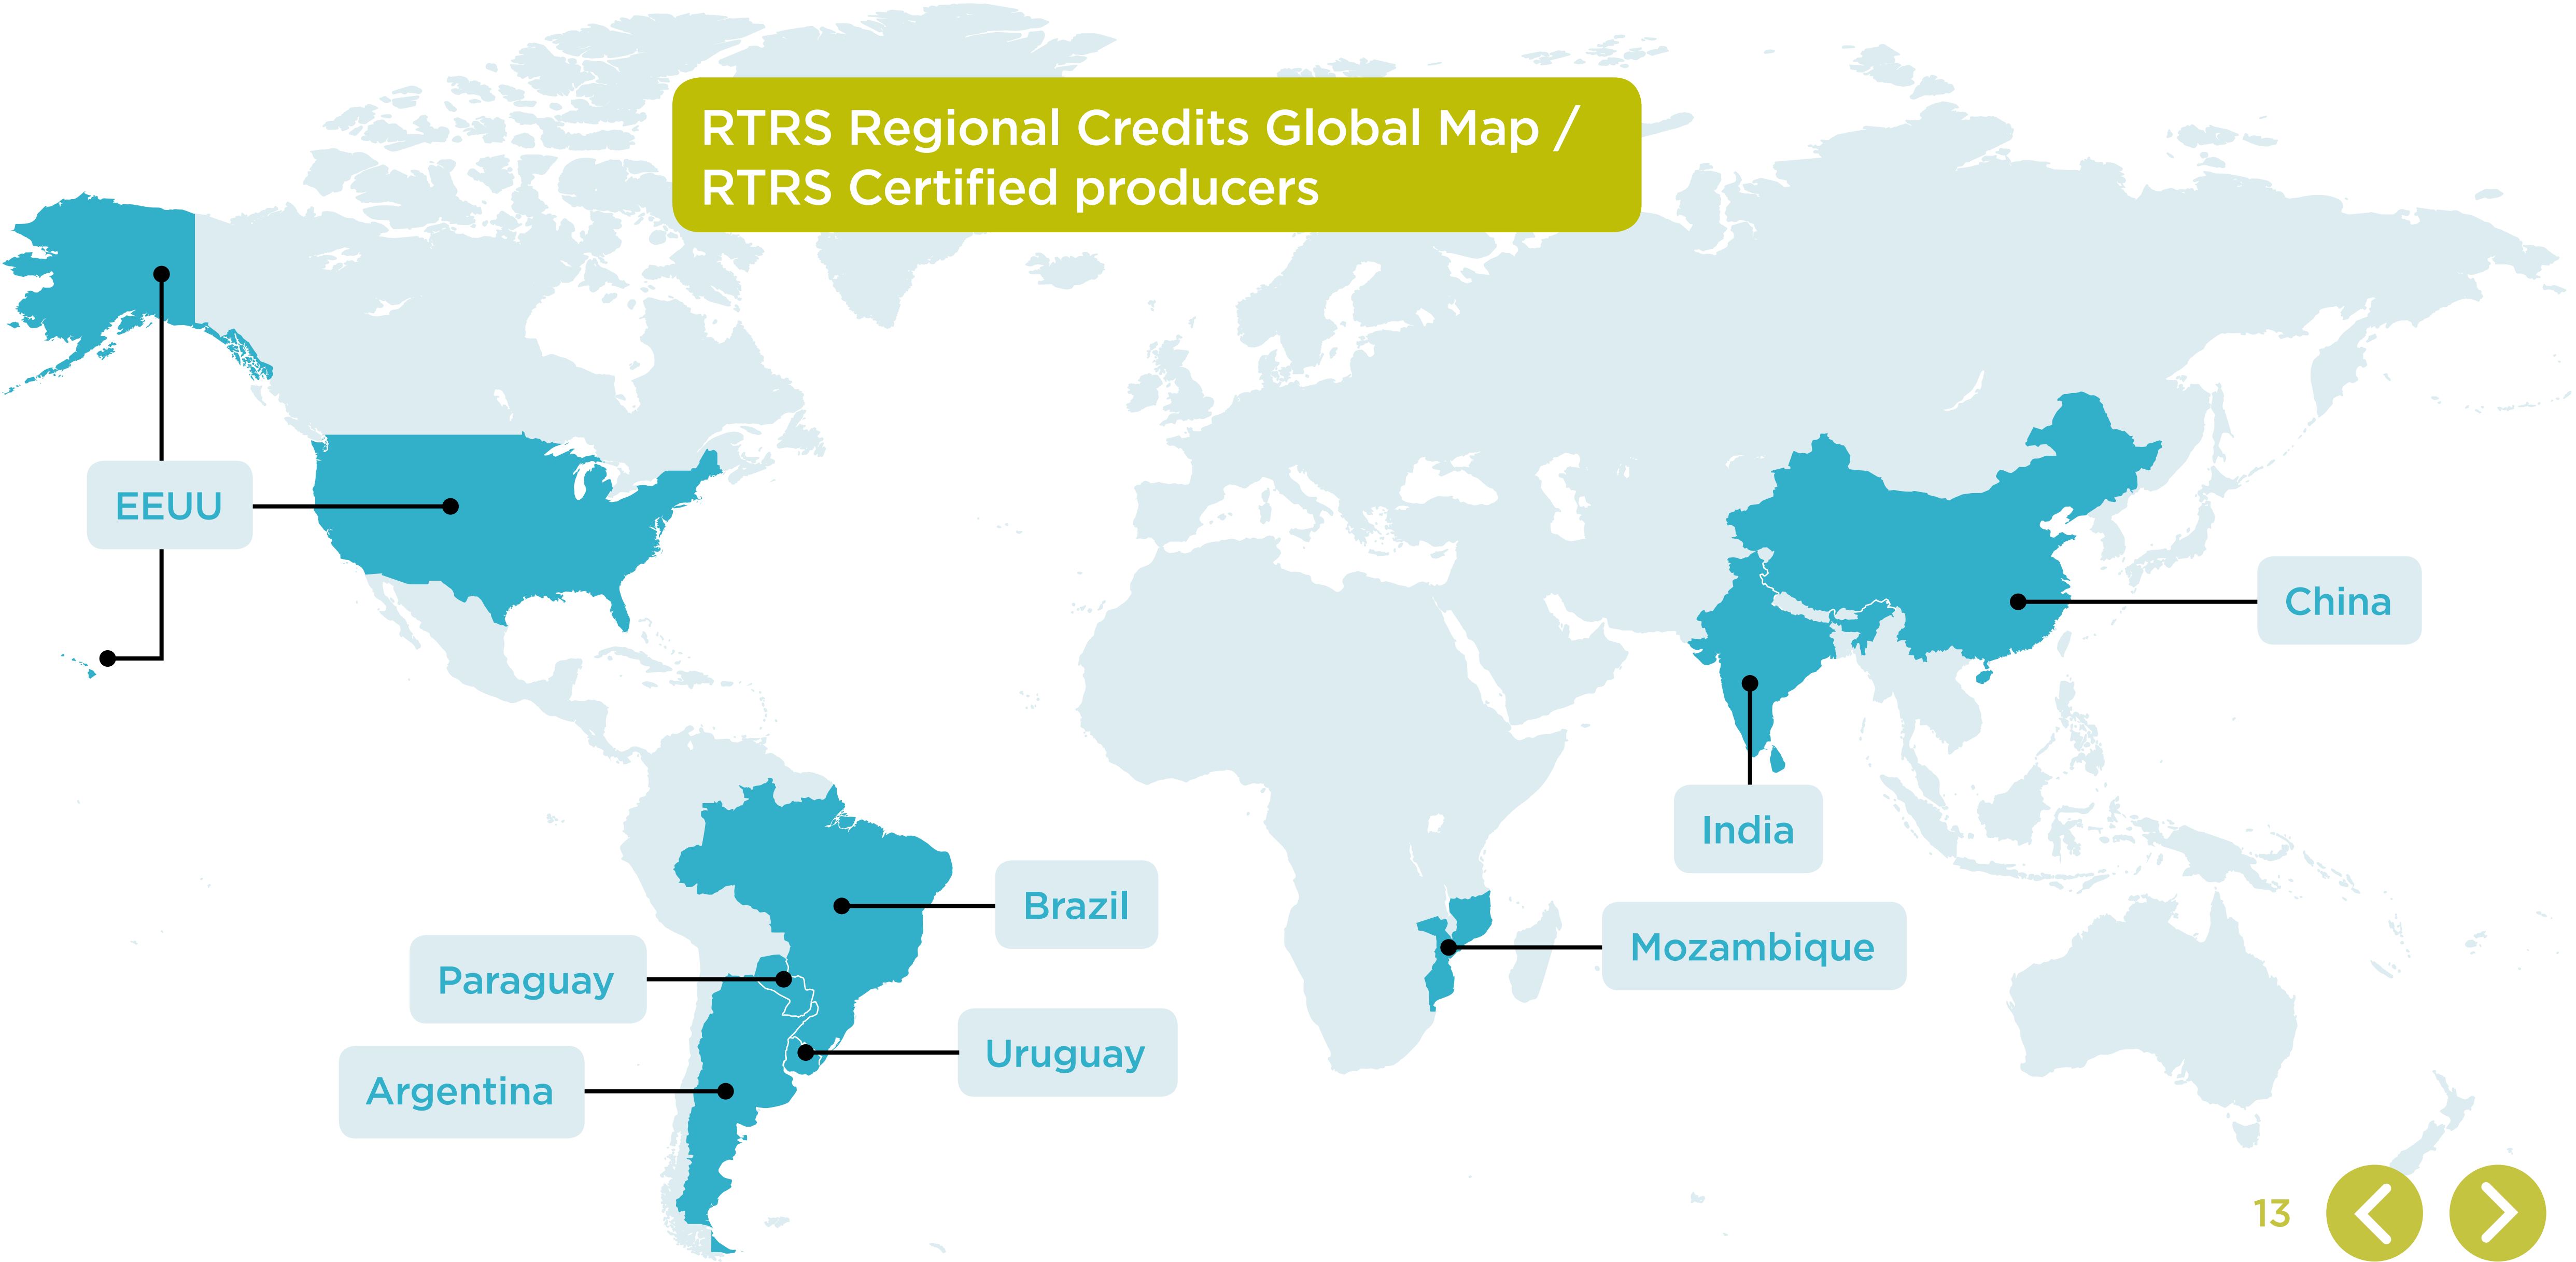 RTRS Regional Credits Global Map /
RTRS Certified producers
EEUU
China
India
Brazil
Mozambique
Paraguay
Uruguay
Argentina
13